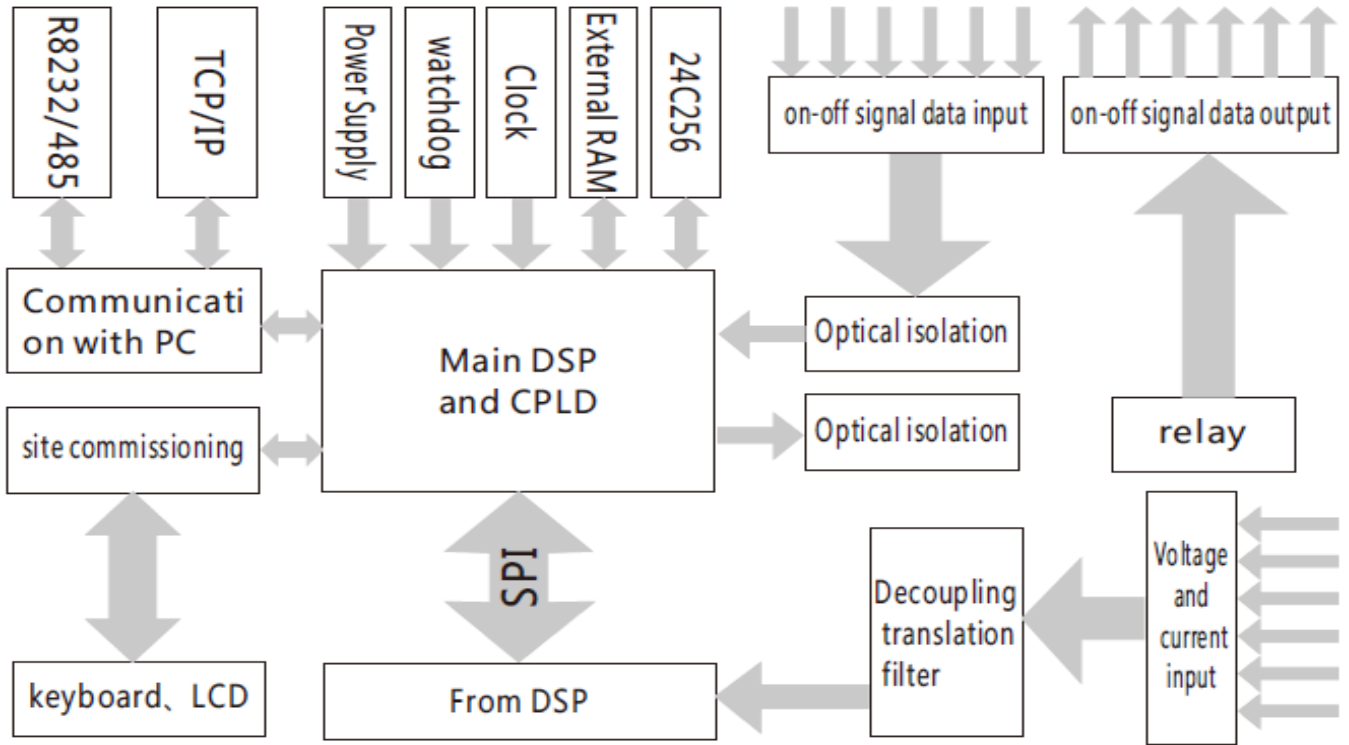 R8232/485
TCP/IP
Power Supply
watchdog
Clock
External RAM
24C256
on-off signal data input
on-off signal data output
Communicati
on with PC
Main DSP
and CPLD
Optical isolation
site commissioning
Optical isolation
relay
SPI
Voltage
and
current
input
Decoupling
translation
filter
keyboard、LCD
From DSP